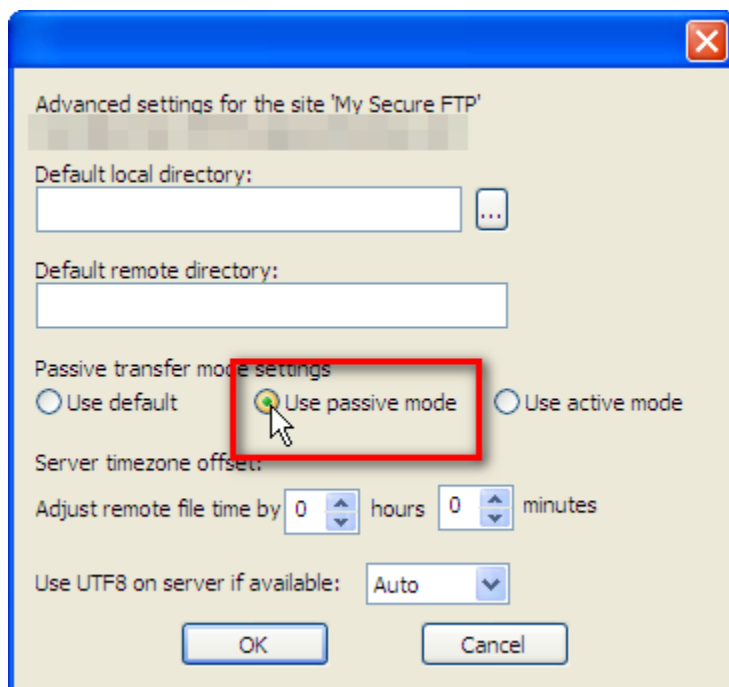 Advanced settings for the site 'My Secure FTP'
Default local directory:
...
Default remote directory:
Passive transfer mode settings
Use default Use passive mode Use active mode
Server timezone offset:
Adjust remote file time by 0 hours 0 minutes
Use UTF8 on server if available: Auto
OK Cancel